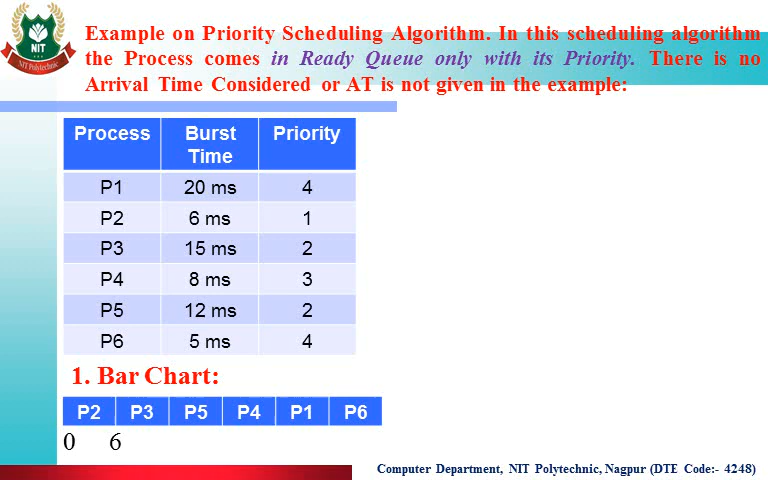 NIT
NIT Polytechnic
Example on Priority Scheduling Algorithm. In this scheduling algorithm
the Process comes in Ready Queue only with its Priority. There is no
Arrival Time Considered or AT is not given in the example:
Process Burst Time Priority
P1 20 ms 4
P2 6 ms 1
P3 15 ms 2
P4 8 ms 3
P5 12 ms 2
P6 5 ms 4
1. Bar Chart:
P2 P3 P5 P4 P1 P6
0 6
Computer Department, NIT Polytechnic, Nagpur (DTE Code:- 4248)